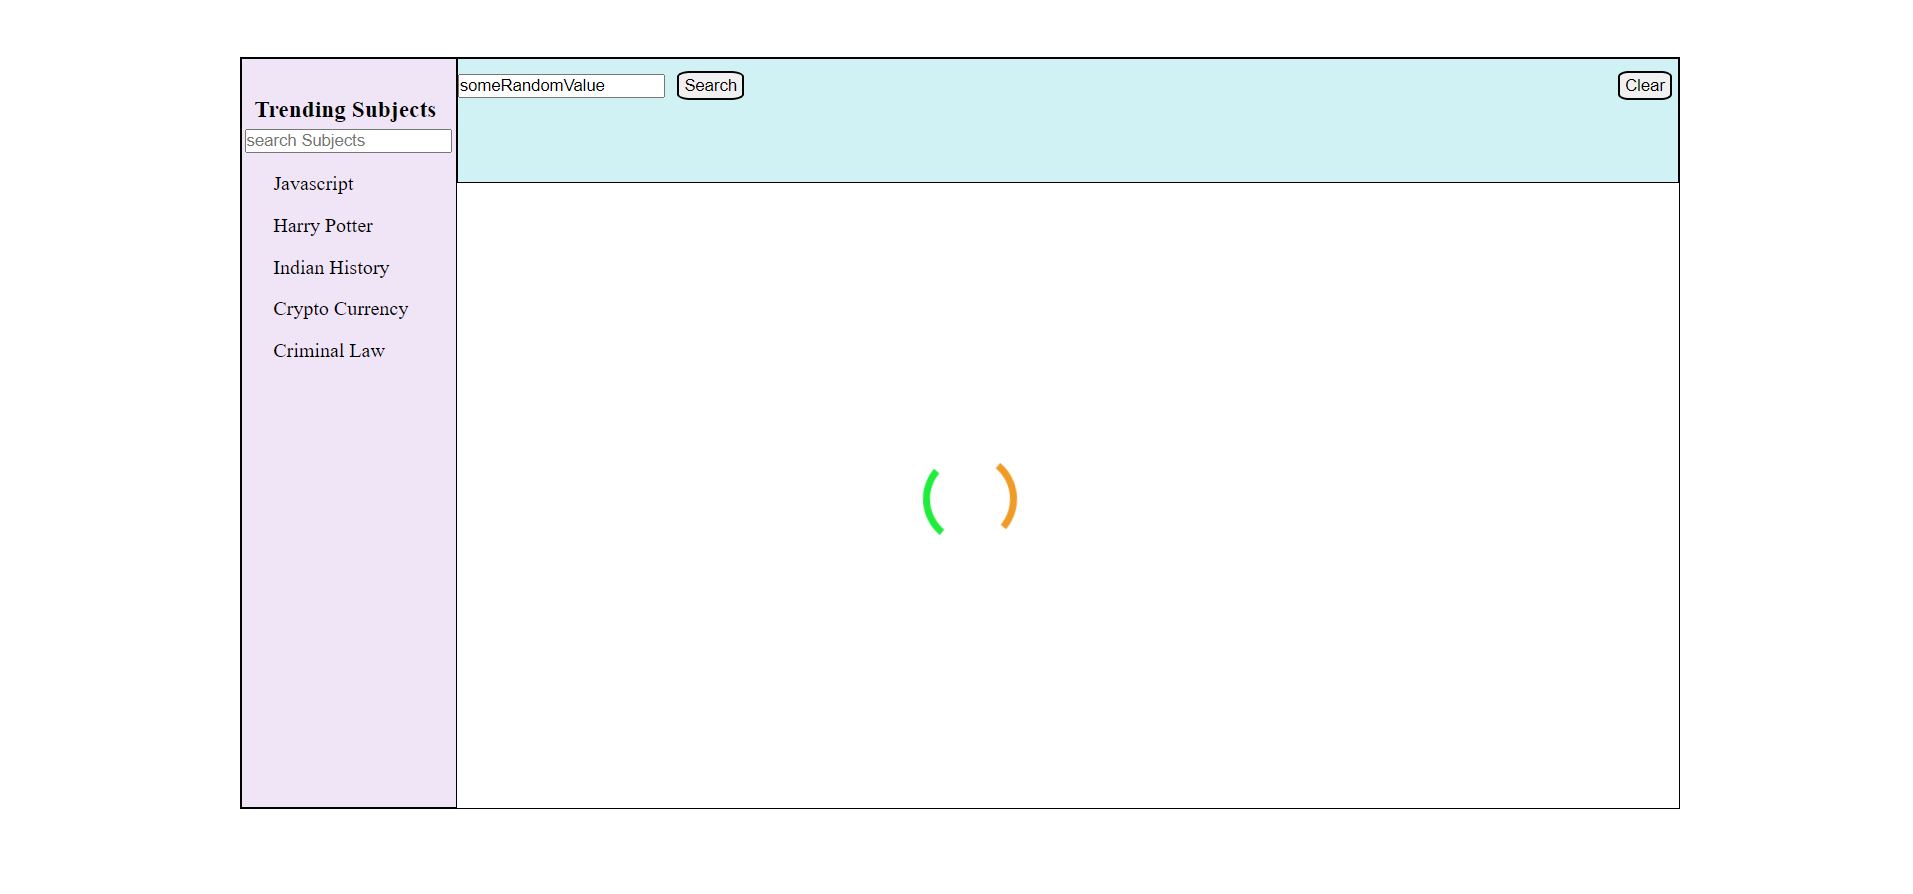 Trending Subjects
search Subjects
Javascript
Harry Potter
Indian History
Crypto Currency
Criminal Law
someRandomValue Search Clear